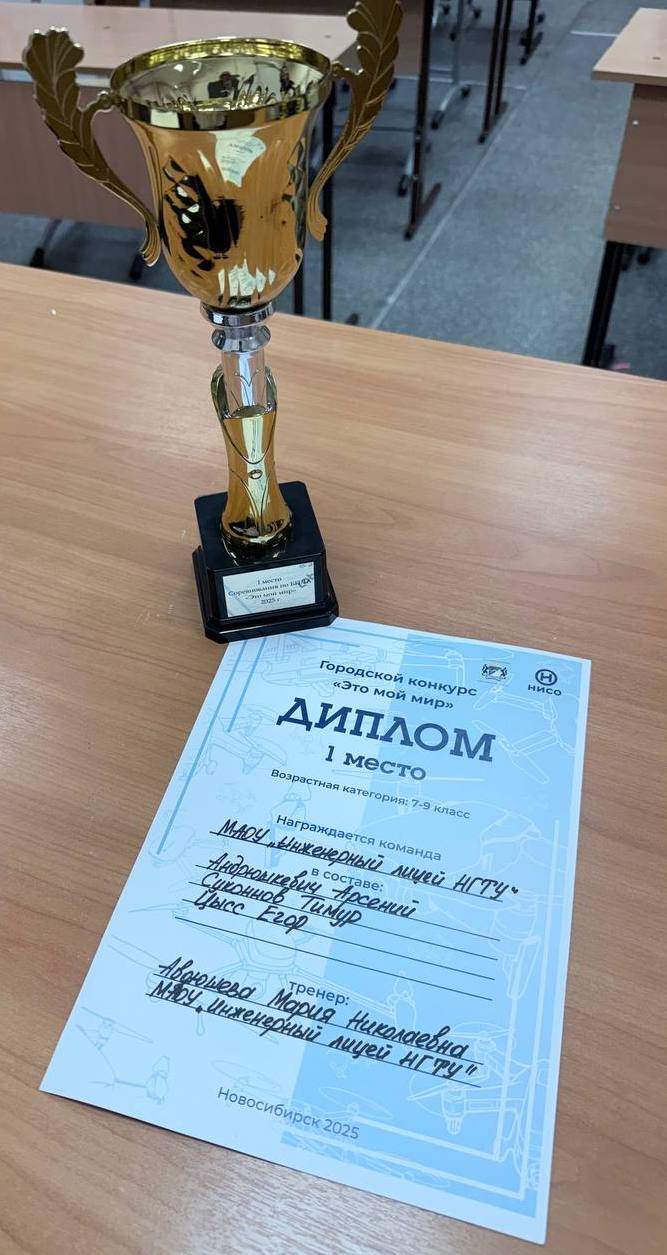 1 место
Соревнования по БПЛА
«Это мой мир»
2025 г.
Городской конкурс
«Это мой мир»
НИСО
ДИПЛОМ
1 место
Возрастная категория: 7-9 класс
Награждается команда
МАОУ „Инженерный лицей НГТУ“
в составе:
Андрюшкевич Арсений
Суконнов Тимур
Цысс Егор
тренер:
Авдюшева Мария Николаевна
МАОУ „Инженерный лицей НГТУ"
Новосибирск 2025